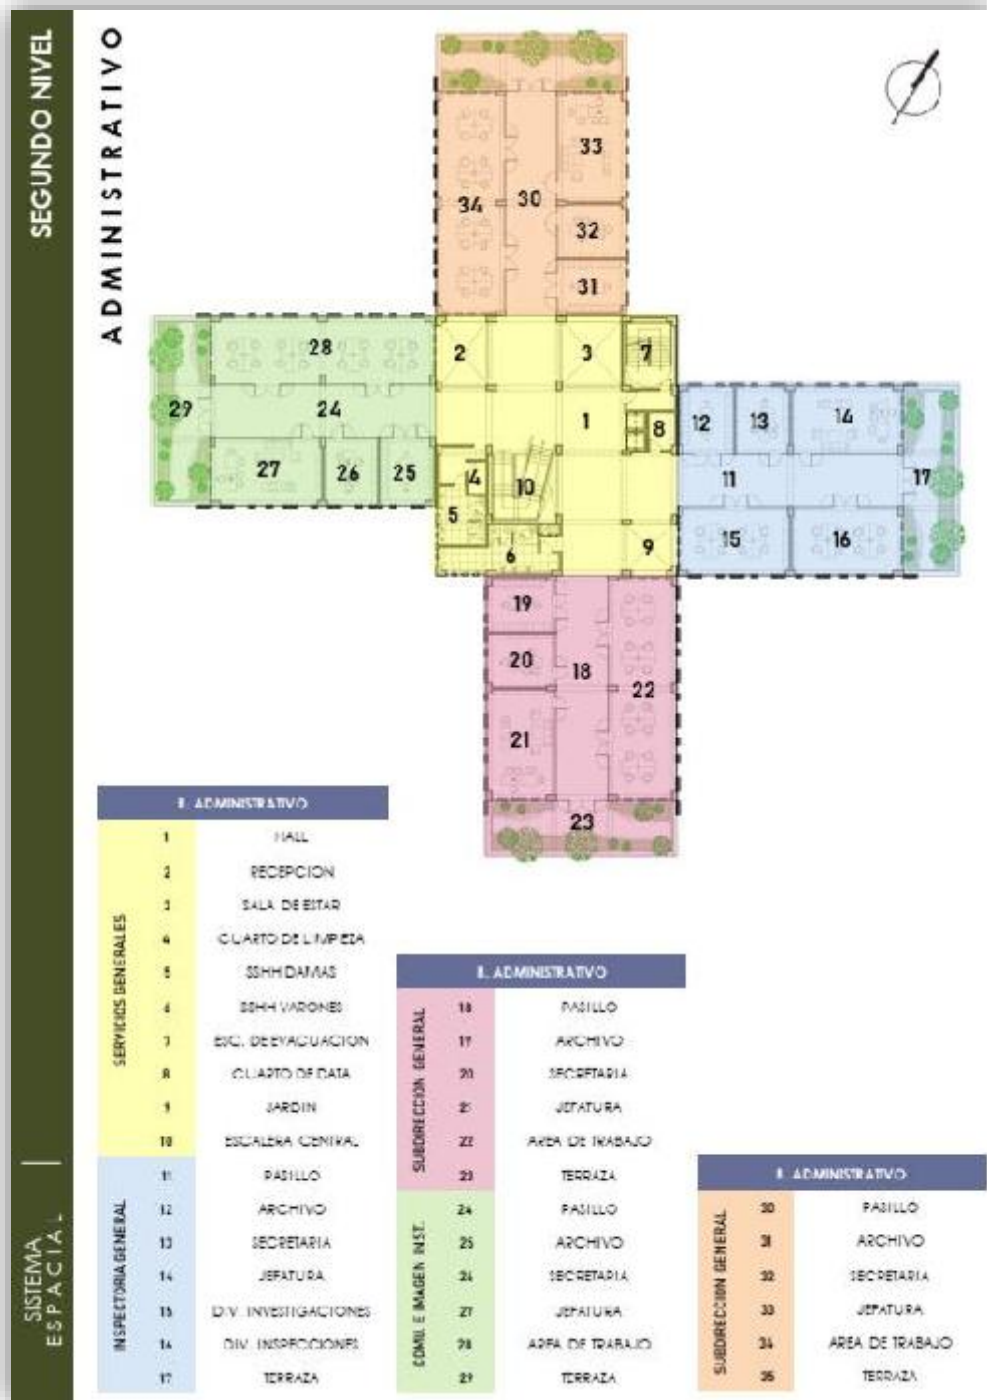 SEGUNDO NIVEL
SISTEMA
ESPACIAL
ADMINISTRATIVO
33
34
30
32
31
28
2
3
7
29
24
1
8
12
13
14
27
26
25
4
10
11
17
5
6
9
15
16
19
20
18
22
21
23
B. ADMINISTRATIVO
SERVICIOS GENERALES
1 HALL
2 RECEPCION
3 SALA DE ESTAR
4 CUARTO DE LIMPIEZA
5 SSHH DAMAS
6 SSHH VARONES
7 ESC. DE EVACUACION
8 CUARTO DE DATA
9 JARDIN
10 ESCALERA CENTRAL
INSPECTORIA GENERAL
11 PASILLO
12 ARCHIVO
13 SECRETARIA
14 JEFATURA
15 DIV. INVESTIGACIONES
16 DIV. INSPECCIONES
17 TERRAZA
B. ADMINISTRATIVO
SUBDIRECCION GENERAL
18 PASILLO
19 ARCHIVO
20 SECRETARIA
21 JEFATURA
22 AREA DE TRABAJO
23 TERRAZA
COMU. E IMAGEN INST.
24 PASILLO
25 ARCHIVO
26 SECRETARIA
27 JEFATURA
28 AREA DE TRABAJO
29 TERRAZA
B. ADMINISTRATIVO
SUBDIRECCION GENERAL
30 PASILLO
31 ARCHIVO
32 SECRETARIA
33 JEFATURA
34 AREA DE TRABAJO
35 TERRAZA